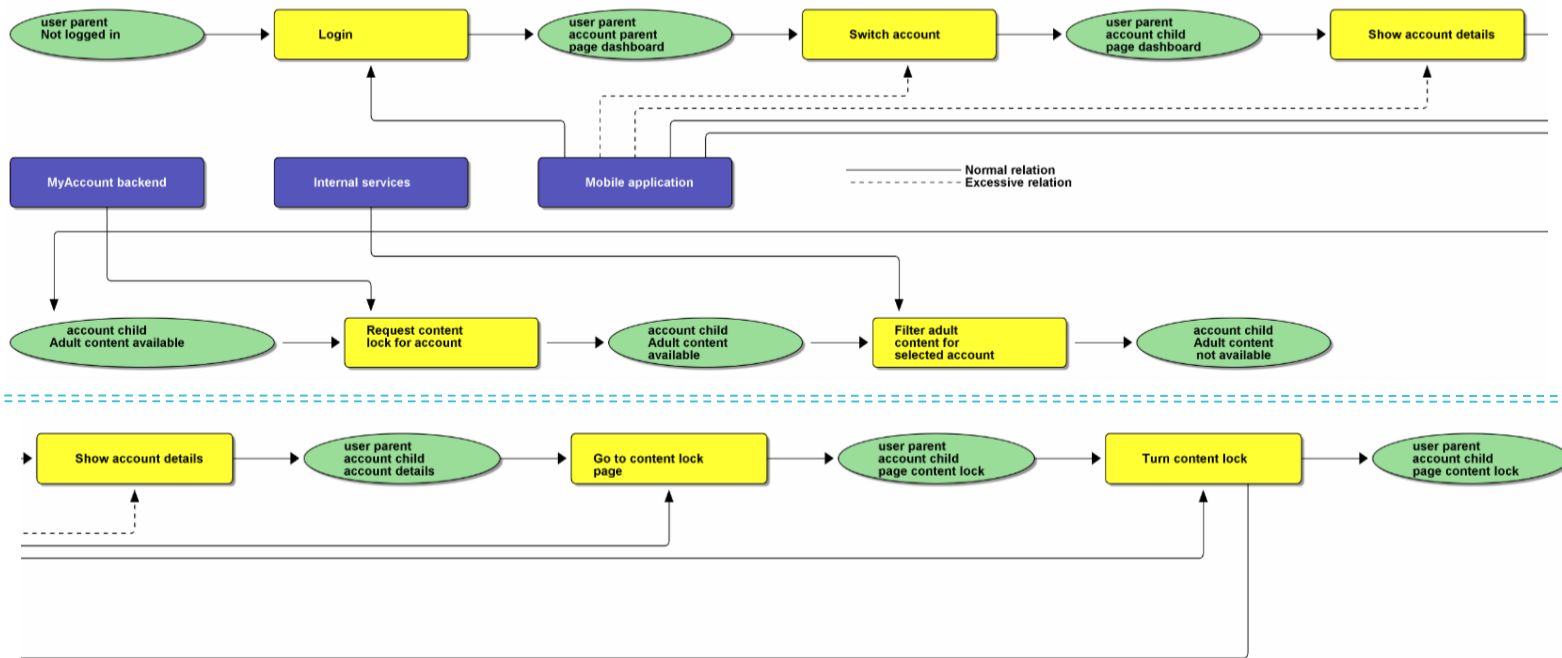 user parent
Not logged in
Login
user parent
account parent
page dashboard
Switch account
user parent
account child
page dashboard
Show account details
MyAccount backend
Internal services
Mobile application
Normal relation
Excessive relation
account child
Adult content available
Request content
lock for account
account child
Adult content
available
Filter adult
content for
selected account
account child
Adult content
not available
Show account details
user parent
account child
account details
Go to content lock
page
user parent
account child
page content lock
Turn content lock
user parent
account child
page content lock